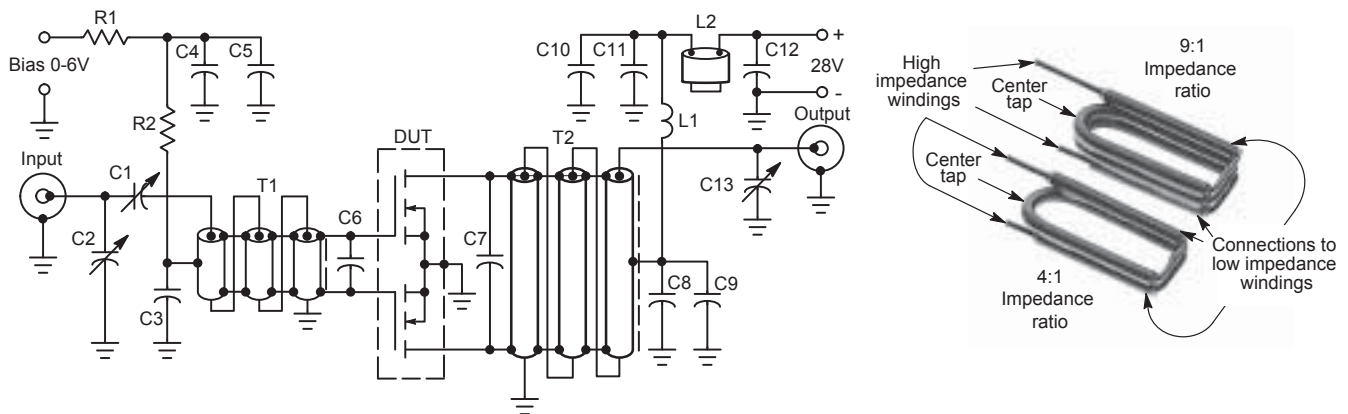 R1
C4
C5
Bias 0-6V
R2
Input
C1
C2
C3
T1
C6
DUT
C7
T2
C10
C11
L2
C12
+
28V
-
L1
Output
C13
C8
C9
High
impedance
windings
Center
tap
9:1
Impedance
ratio
Center
tap
4:1
Impedance
ratio
Connections to
low impedance
windings